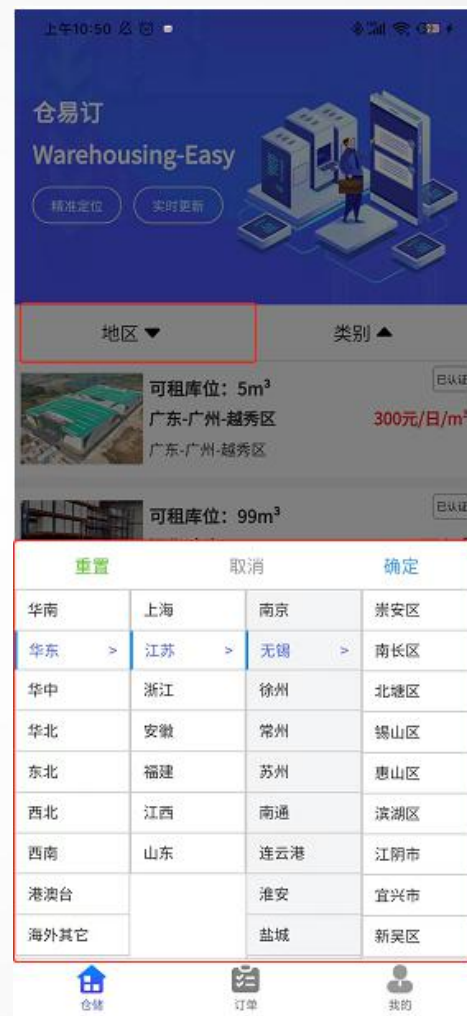 上午10:50
仓易订
Warehousing-Easy
精准定位 实时更新
地区 类别
可租库位：5m³ 已认证
广东-广州-越秀区 300元/日/m²
广东-广州-越秀区
可租库位：99m³ 已认证
重置 取消 确定
华南 上海 南京 崇安区
华东 > 江苏 > 无锡 > 南长区
华中 浙江 徐州 北塘区
华北 安徽 常州 锡山区
东北 福建 苏州 惠山区
西北 江西 南通 滨湖区
西南 山东 连云港 江阴市
港澳台 淮安 宜兴市
海外其它 盐城 新吴区
仓储 订单 我的